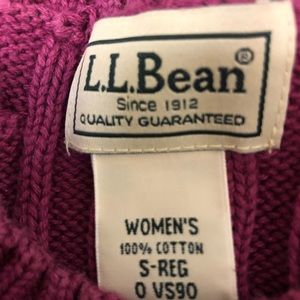 L.L.Bean®
Since 1912
QUALITY GUARANTEED
WOMEN'S
100% COTTON
S-REG
0 VS90